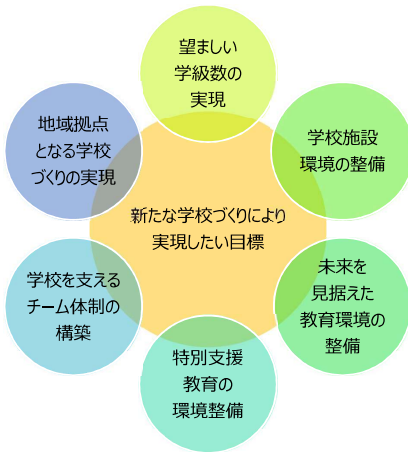 望ましい
学級数の
実現
学校施設
環境の整備
未来を
見据えた
教育環境の
整備
特別支援
教育の
環境整備
学校を支える
チーム体制の
構築
地域拠点
となる学校
づくりの実現
新たな学校づくりにより
実現したい目標